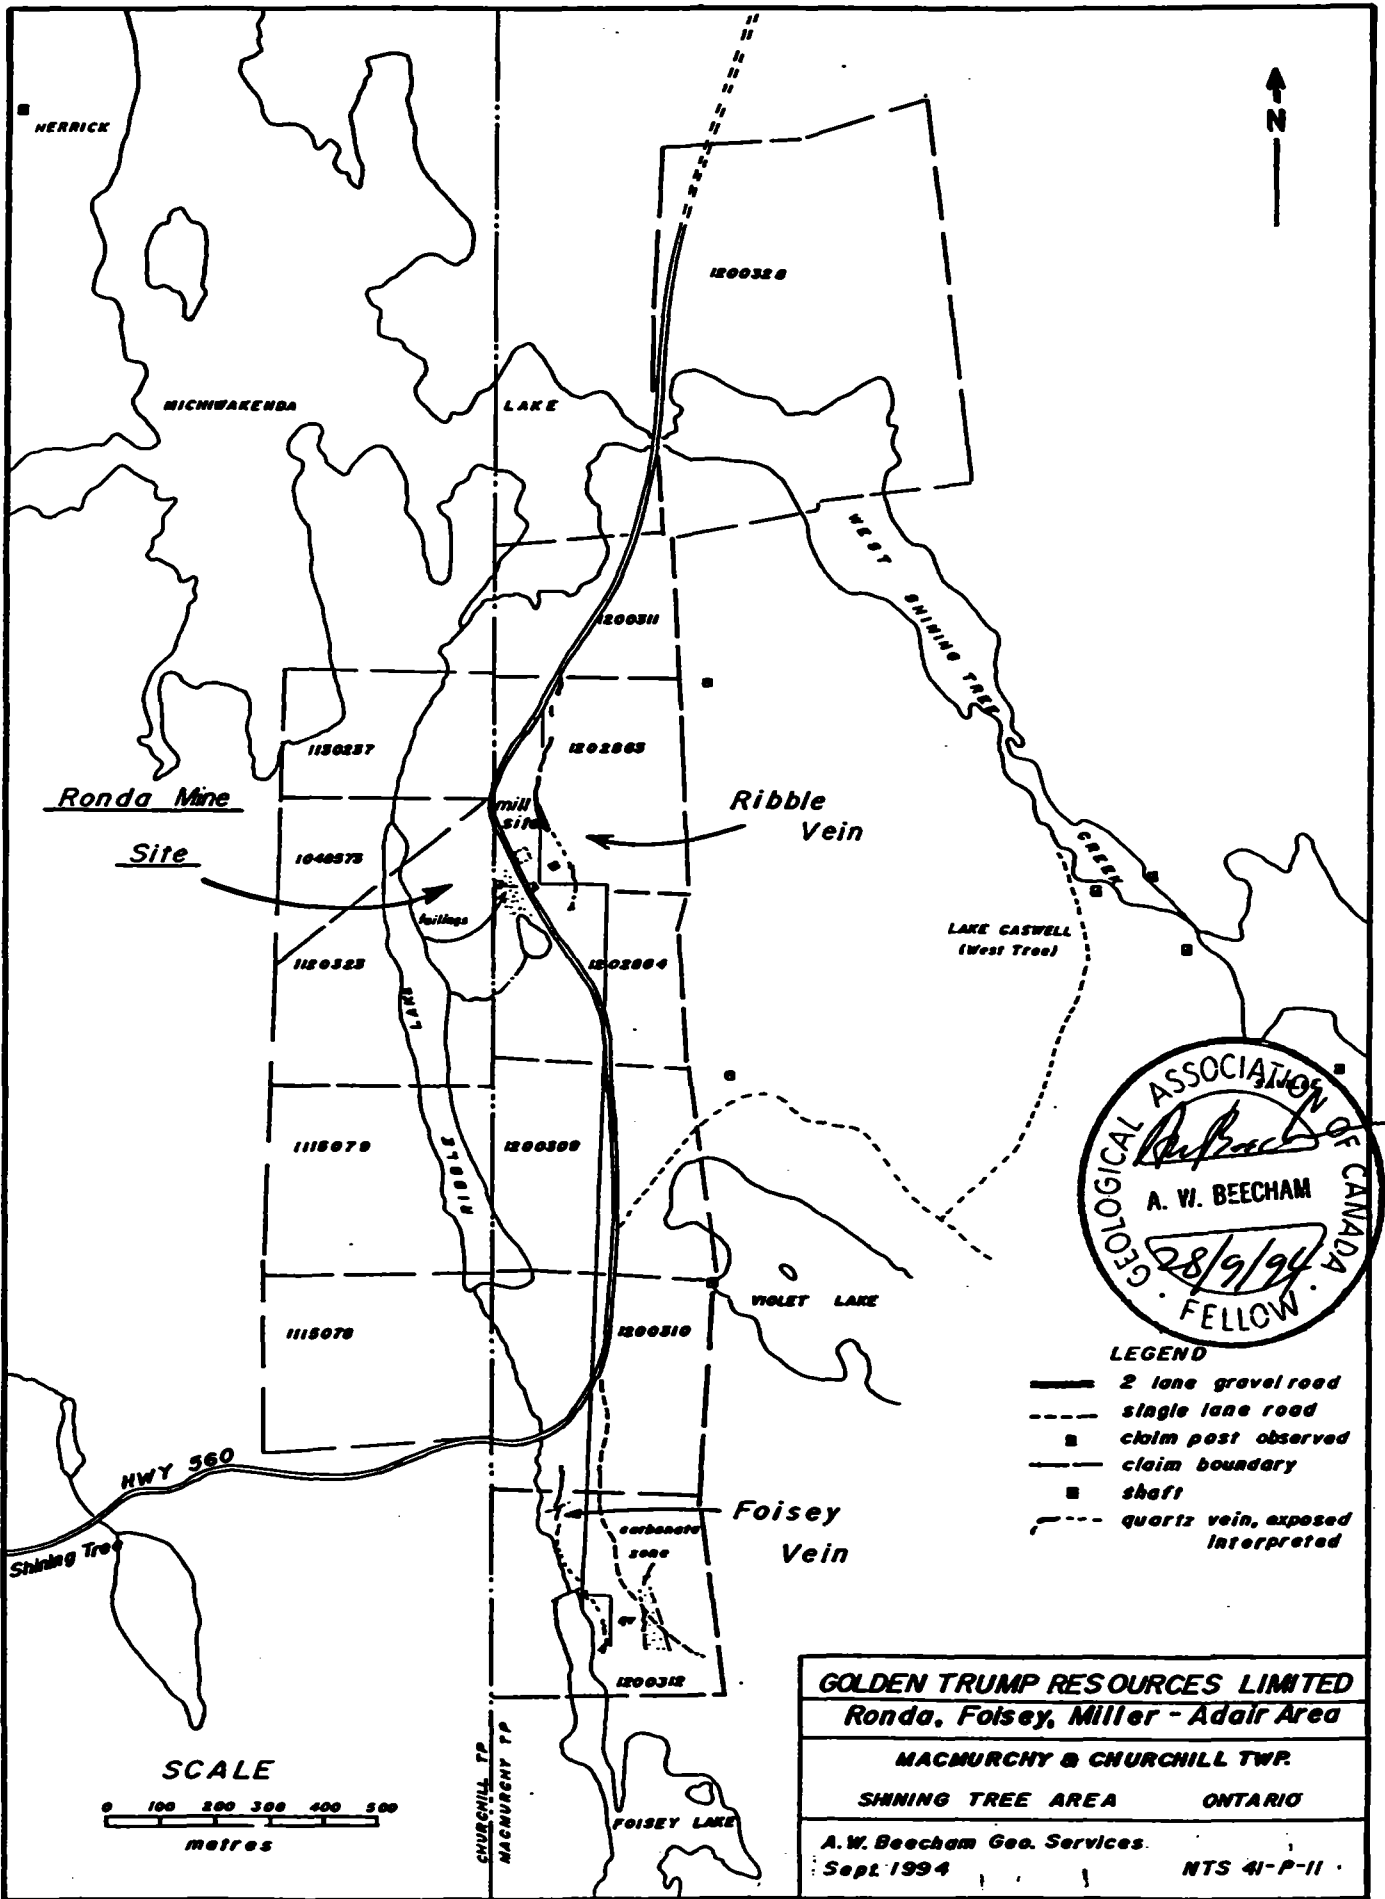 HERRICK
N
1200328
MICHIWAKENDA
LAKE
WEST SHINING TREE CREEK
1200311
1130237
1202863
Ronda Mine
Site
mill
site
Ribble
Vein
1048573
tailings
LAKE CASWELL
(West Tree)
1120323
1202864
RIBBLE LAKE
1115079
1200309
GEOLOGICAL ASSOCIATION OF CANADA
A. W. BEECHAM
28/9/94
FELLOW
VIOLET LAKE
1115078
1200310
LEGEND
2 lane gravel road
single lane road
claim post observed
claim boundary
shaft
quartz vein, exposed
interpreted
HWY 560
Shining Tree
Foisey
Vein
carbonate
zone
qv
1200312
SCALE
0 100 200 300 400 500
metres
CHURCHILL TP
MACMURCHY TP
FOISEY LAKE
GOLDEN TRUMP RESOURCES LIMITED
Ronda, Foisey, Miller - Adair Area
MACMURCHY & CHURCHILL TWP.
SHINING TREE AREA ONTARIO
A.W. Beecham Geo. Services
Sept. 1994 NTS 41-P-11